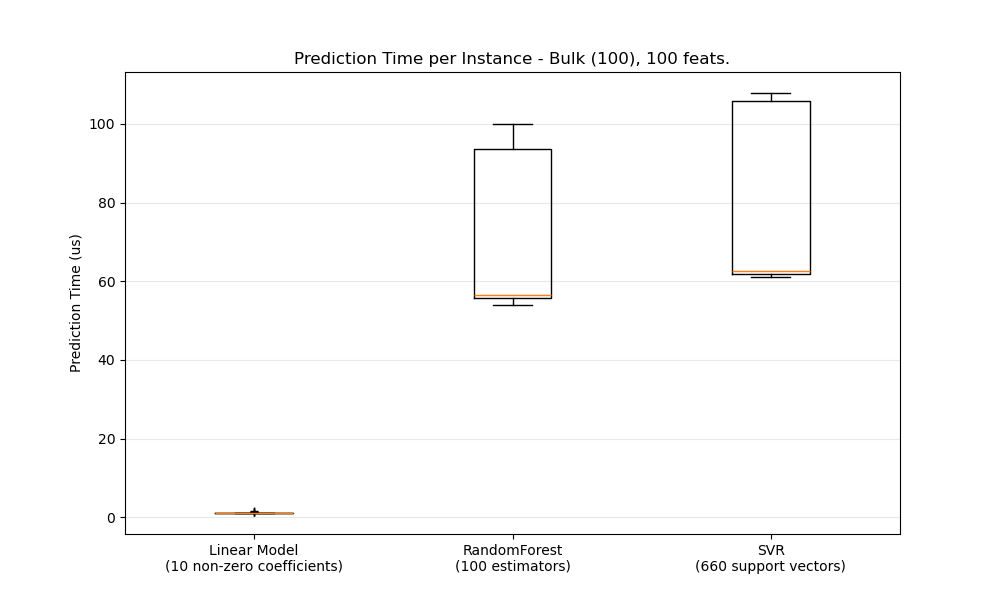 Prediction Time per Instance - Bulk (100), 100 feats.
Prediction Time (us)
100
80
60
40
20
0
Linear Model
(10 non-zero coefficients)
RandomForest
(100 estimators)
SVR
(660 support vectors)